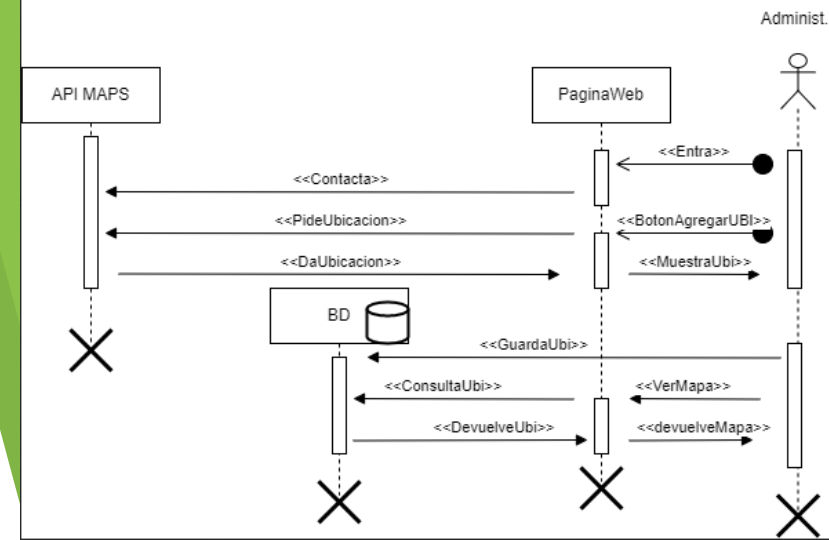 Administ.
API MAPS
PaginaWeb
<<Entra>>
<<Contacta>>
<<PideUbicacion>>
<<BotonAgregarUBI>>
<<DaUbicacion>>
<<MuestraUbi>>
BD
<<GuardaUbi>>
<<ConsultaUbi>>
<<VerMapa>>
<<DevuelveUbi>>
<<devuelveMapa>>